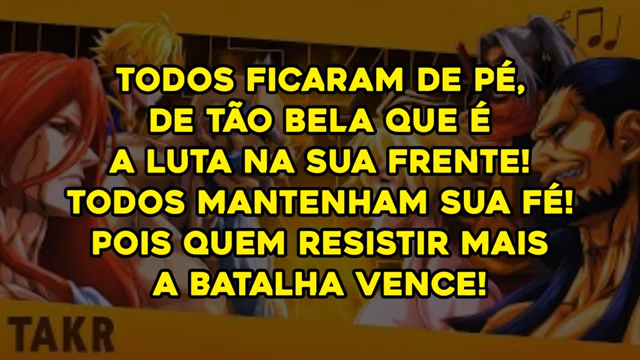 TODOS FICARAM DE PÉ,
DE TÃO BELA QUE É
A LUTA NA SUA FRENTE!
TODOS MANTENHAM SUA FÉ!
POIS QUEM RESISTIR MAIS
A BATALHA VENCE!
TAKR